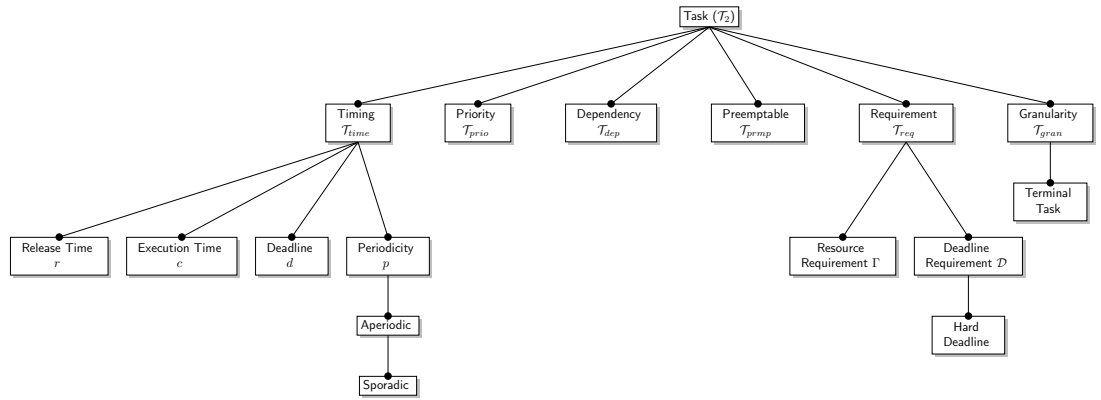 Task (𝒯₂)
Timing
𝒯time
Priority
𝒯prio
Dependency
𝒯dep
Preemptable
𝒯prmp
Requirement
𝒯req
Granularity
𝒯gran
Terminal
Task
Release Time
r
Execution Time
c
Deadline
d
Periodicity
p
Resource
Requirement Γ
Deadline
Requirement 𝒟
Aperiodic
Hard
Deadline
Sporadic